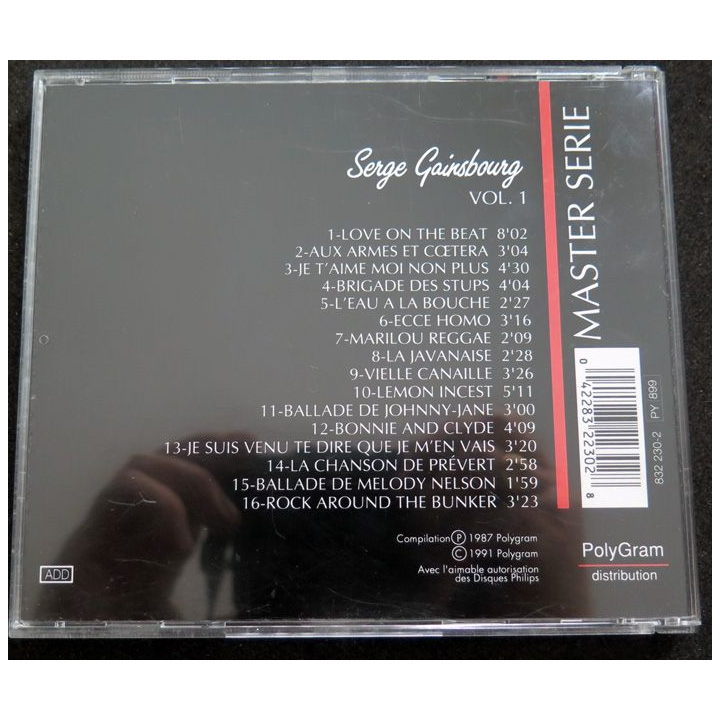 Serge Gainsbourg
VOL. 1
1-LOVE ON THE BEAT 8'02
2-AUX ARMES ET CŒTERA 3'04
3-JE T'AIME MOI NON PLUS 4'30
4-BRIGADE DES STUPS 4'04
5-L'EAU A LA BOUCHE 2'27
6-ECCE HOMO 3'16
7-MARILOU REGGAE 2'09
8-LA JAVANAISE 2'28
9-VIELLE CANAILLE 3'26
10-LEMON INCEST 5'11
11-BALLADE DE JOHNNY-JANE 3'00
12-BONNIE AND CLYDE 4'09
13-JE SUIS VENU TE DIRE QUE JE M'EN VAIS 3'20
14-LA CHANSON DE PRÉVERT 2'58
15-BALLADE DE MELODY NELSON 1'59
16-ROCK AROUND THE BUNKER 3'23
Compilation Ⓟ 1987 Polygram
© 1991 Polygram
Avec l'aimable autorisation
des Disques Philips
ADD
MASTER SERIE
0 42283 22302 8
832 230-2 PY 899
PolyGram
distribution